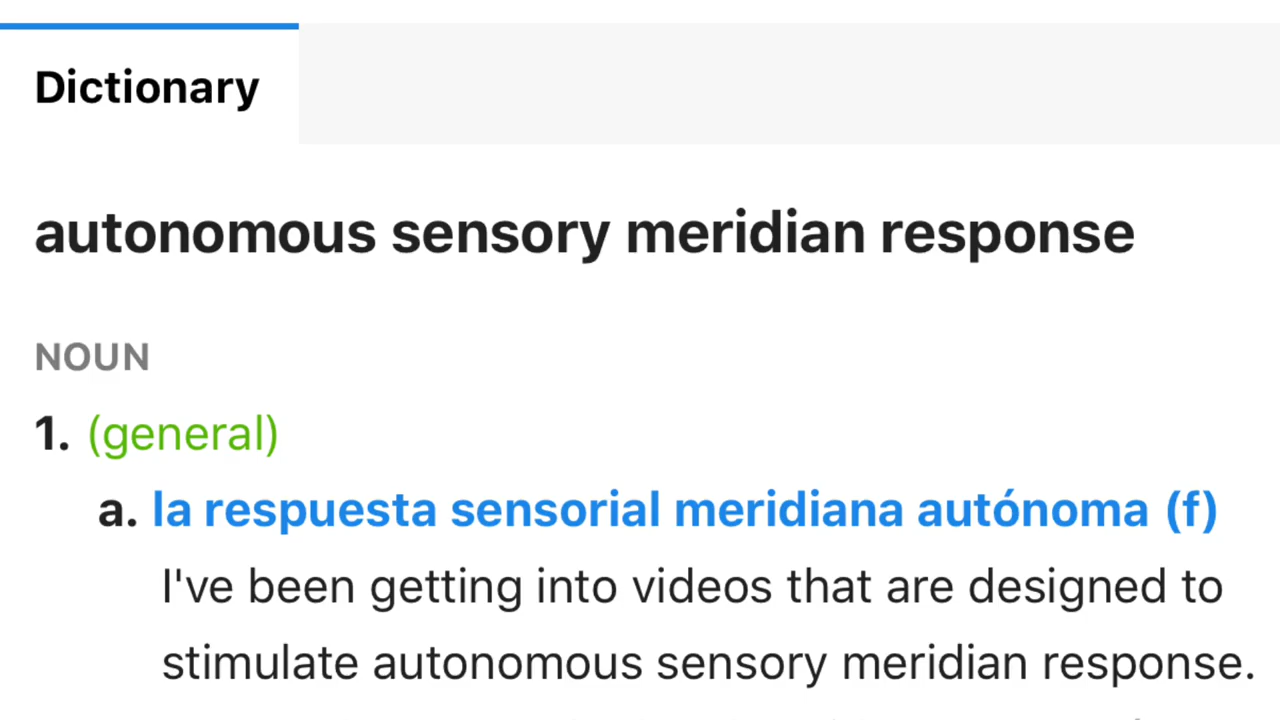 Dictionary
autonomous sensory meridian response
NOUN
1. (general)
a. la respuesta sensorial meridiana autónoma (f)
I've been getting into videos that are designed to
stimulate autonomous sensory meridian response.